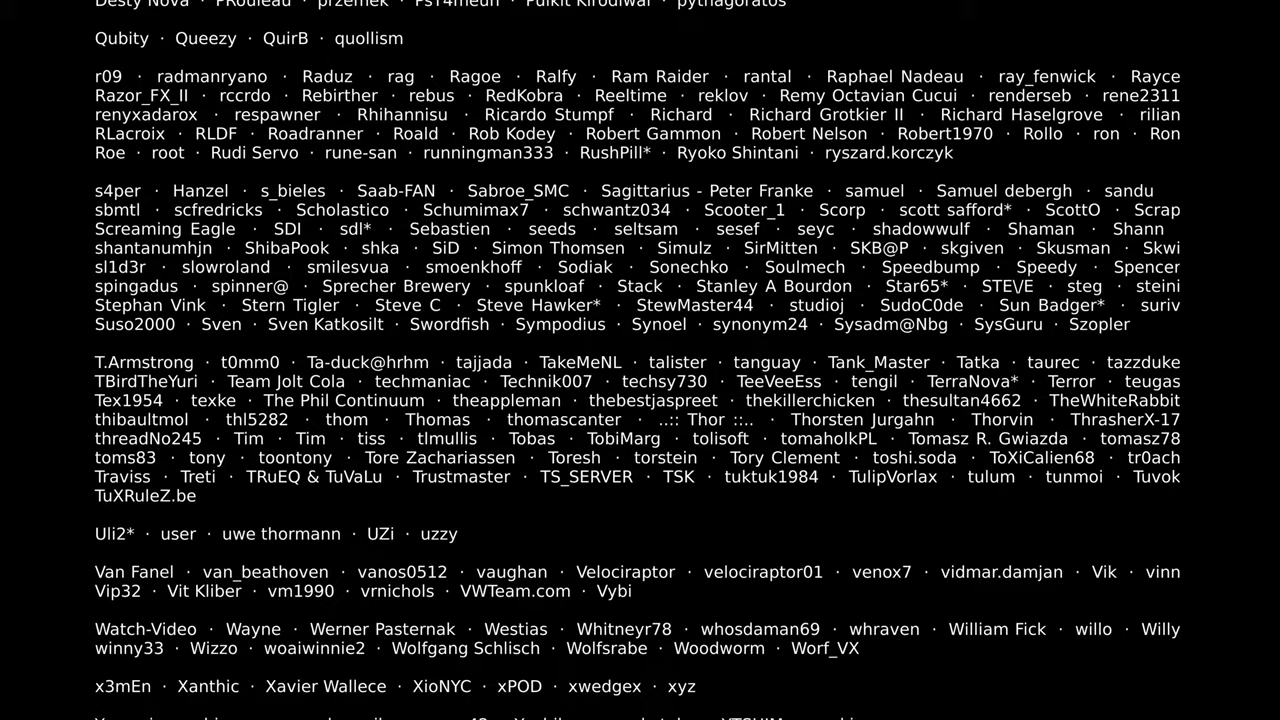 Desty Nova · PRouleau · przemek · PsT4meun · Pulkit Kirodiwal · pythagoratos
Qubity · Queezy · QuirB · quollism
r09 · radmanryano · Raduz · rag · Ragoe · Ralfy · Ram Raider · rantal · Raphael Nadeau · ray_fenwick · Rayce
Razor_FX_II · rccrdo · Rebirther · rebus · RedKobra · Reeltime · reklov · Remy Octavian Cucui · renderseb · rene2311
renyxadarox · respawner · Rhihannisu · Ricardo Stumpf · Richard · Richard Grotkier II · Richard Haselgrove · rilian
RLacroix · RLDF · Roadranner · Roald · Rob Kodey · Robert Gammon · Robert Nelson · Robert1970 · Rollo · ron · Ron
Roe · root · Rudi Servo · rune-san · runningman333 · RushPill* · Ryoko Shintani · ryszard.korczyk
s4per · Hanzel · s_bieles · Saab-FAN · Sabroe_SMC · Sagittarius - Peter Franke · samuel · Samuel debergh · sandu
sbmtl · scfredricks · Scholastico · Schumimax7 · schwantz034 · Scooter_1 · Scorp · scott safford* · ScottO · Scrap
Screaming Eagle · SDI · sdl* · Sebastien · seeds · seltsam · sesef · seyc · shadowwulf · Shaman · Shann
shantanumhjn · ShibaPook · shka · SiD · Simon Thomsen · Simulz · SirMitten · SKB@P · skgiven · Skusman · Skwi
sl1d3r · slowroland · smilesvua · smoenkhoff · Sodiak · Sonechko · Soulmech · Speedbump · Speedy · Spencer
spingadus · spinner@ · Sprecher Brewery · spunkloaf · Stack · Stanley A Bourdon · Star65* · STE\/E · steg · steini
Stephan Vink · Stern Tigler · Steve C · Steve Hawker* · StewMaster44 · studioj · SudoC0de · Sun Badger* · suriv
Suso2000 · Sven · Sven Katkosilt · Swordfish · Sympodius · Synoel · synonym24 · Sysadm@Nbg · SysGuru · Szopler
T.Armstrong · t0mm0 · Ta-duck@hrhm · tajjada · TakeMeNL · talister · tanguay · Tank_Master · Tatka · taurec · tazzduke
TBirdTheYuri · Team Jolt Cola · techmaniac · Technik007 · techsy730 · TeeVeeEss · tengil · TerraNova* · Terror · teugas
Tex1954 · texke · The Phil Continuum · theappleman · thebestjaspreet · thekillerchicken · thesultan4662 · TheWhiteRabbit
thibaultmol · thl5282 · thom · Thomas · thomascanter · ..:: Thor ::.. · Thorsten Jurgahn · Thorvin · ThrasherX-17
threadNo245 · Tim · Tim · tiss · tlmullis · Tobas · TobiMarg · tolisoft · tomaholkPL · Tomasz R. Gwiazda · tomasz78
toms83 · tony · toontony · Tore Zachariassen · Toresh · torstein · Tory Clement · toshi.soda · ToXiCalien68 · tr0ach
Traviss · Treti · TRuEQ & TuVaLu · Trustmaster · TS_SERVER · TSK · tuktuk1984 · TulipVorlax · tulum · tunmoi · Tuvok
TuXRuleZ.be
Uli2* · user · uwe thormann · UZi · uzzy
Van Fanel · van_beathoven · vanos0512 · vaughan · Velociraptor · velociraptor01 · venox7 · vidmar.damjan · Vik · vinn
Vip32 · Vit Kliber · vm1990 · vrnichols · VWTeam.com · Vybi
Watch-Video · Wayne · Werner Pasternak · Westias · Whitneyr78 · whosdaman69 · whraven · William Fick · willo · Willy
winny33 · Wizzo · woaiwinnie2 · Wolfgang Schlisch · Wolfsrabe · Woodworm · Worf_VX
x3mEn · Xanthic · Xavier Wallece · XioNYC · xPOD · xwedgex · xyz